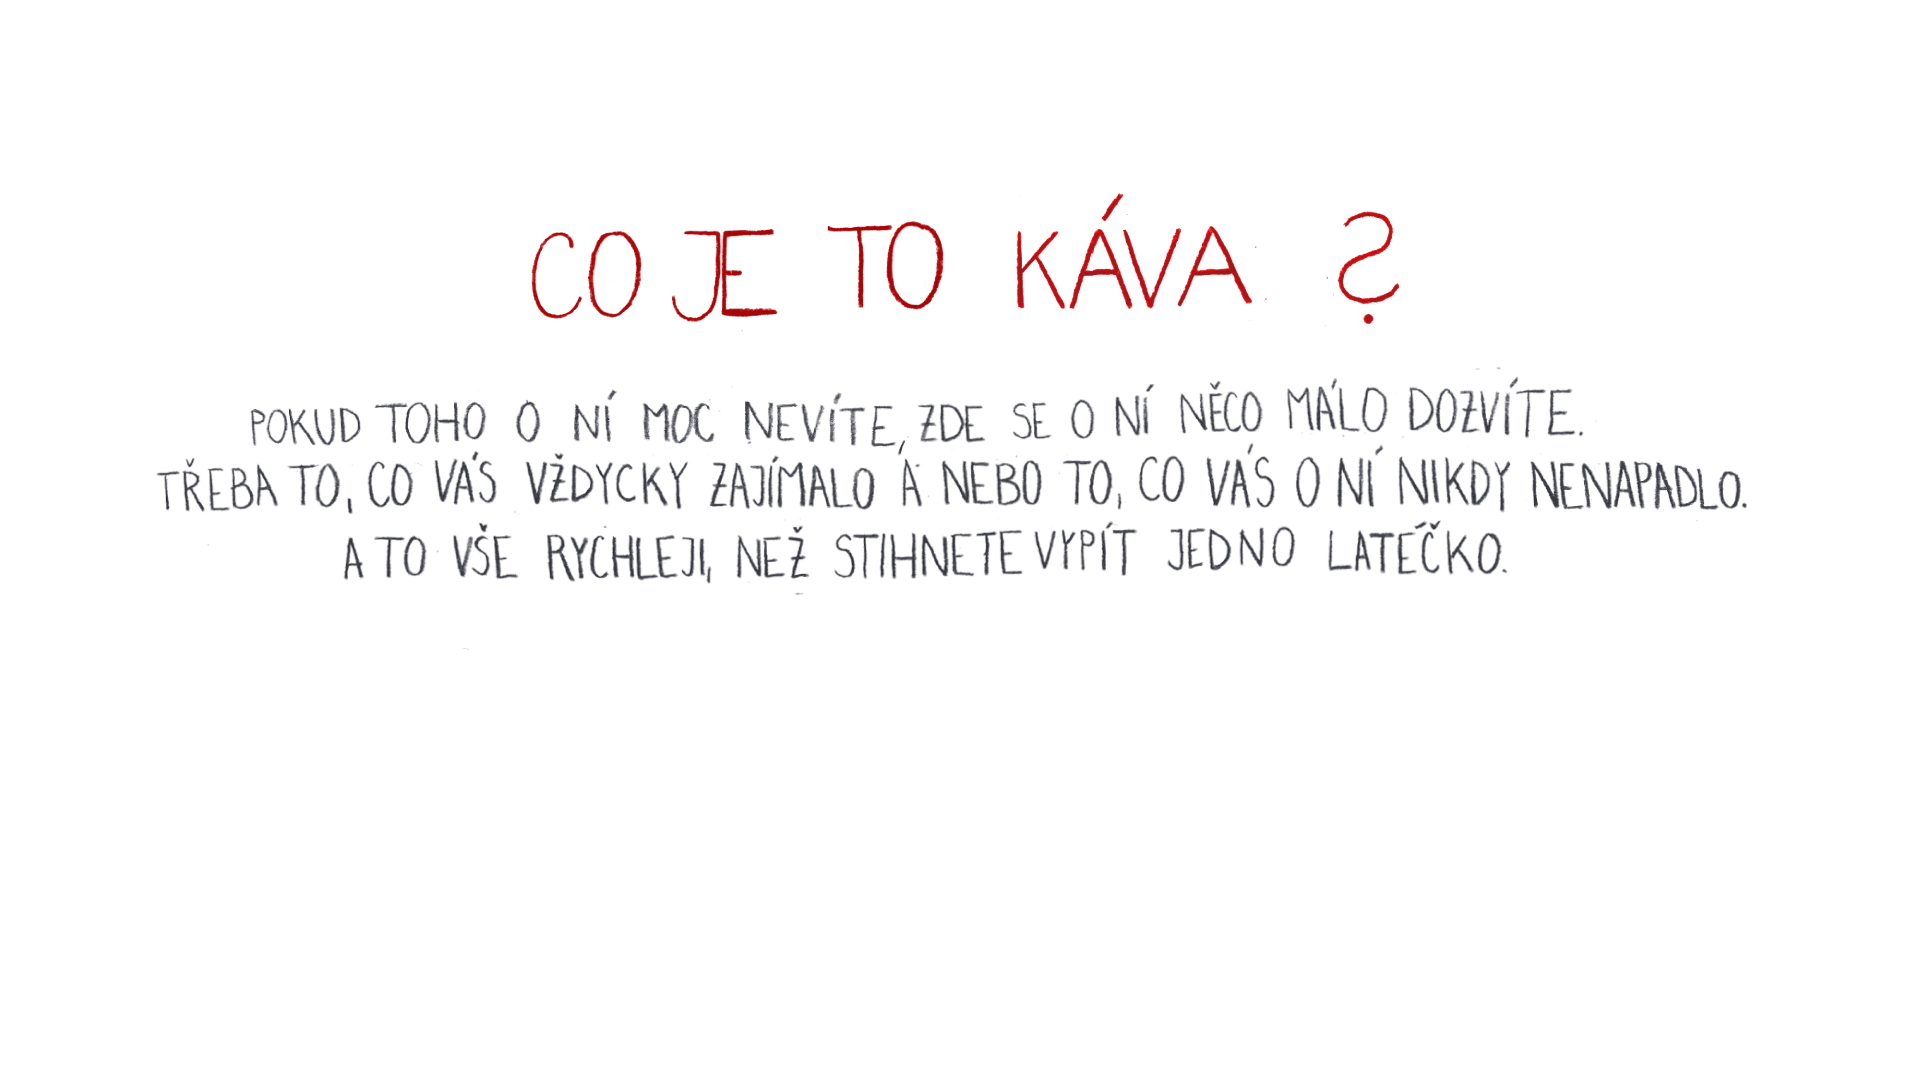 CO JE TO KÁVA ?
POKUD TOHO O NÍ MOC NEVÍTE, ZDE SE O NÍ NĚCO MÁLO DOZVÍTE.
TŘEBA TO, CO VÁS VŽDYCKY ZAJÍMALO A NEBO TO, CO VÁS O NÍ NIKDY NENAPADLO.
A TO VŠE RYCHLEJI, NEŽ STIHNETE VYPÍT JEDNO LATÉČKO.